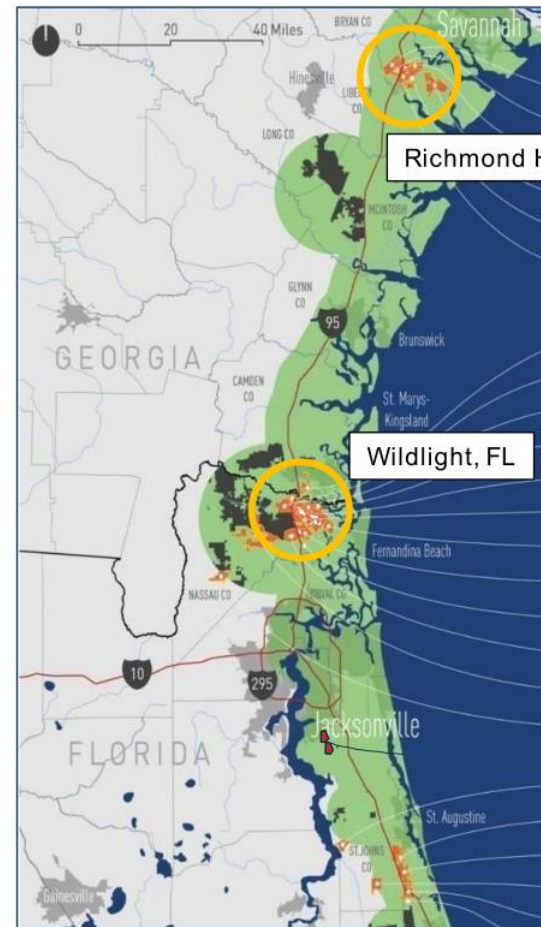 0 20 40 Miles
BRYAN CO
Savannah
Hinesville
LIBERTY
CO
LONG CO
Richmond H
MCINTOSH
CO
GLYNN
CO
95
GEORGIA
Brunswick
CAMDEN
CO
St. Marys-
Kingsland
Wildlight, FL
Fernandina Beach
NASSAU CO
DUVAL CO
10
295
Jacksonville
FLORIDA
St. Augustine
ST.JOHNS
CO
Gainesville